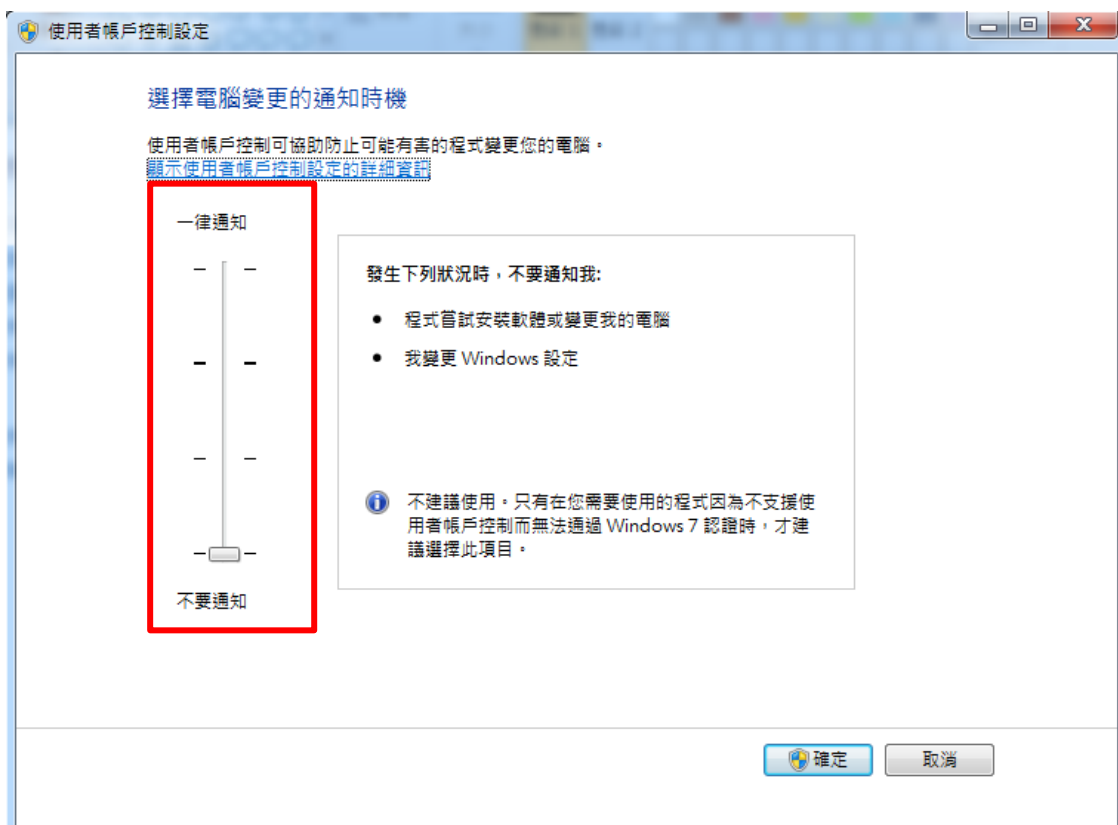 使用者帳戶控制設定
選擇電腦變更的通知時機
使用者帳戶控制可協助防止可能有害的程式變更您的電腦。
顯示使用者帳戶控制設定的詳細資訊
一律通知
發生下列狀況時，不要通知我:
• 程式嘗試安裝軟體或變更我的電腦
• 我變更 Windows 設定
不建議使用。只有在您需要使用的程式因為不支援使
用者帳戶控制而無法通過 Windows 7 認證時，才建
議選擇此項目。
不要通知
確定
取消